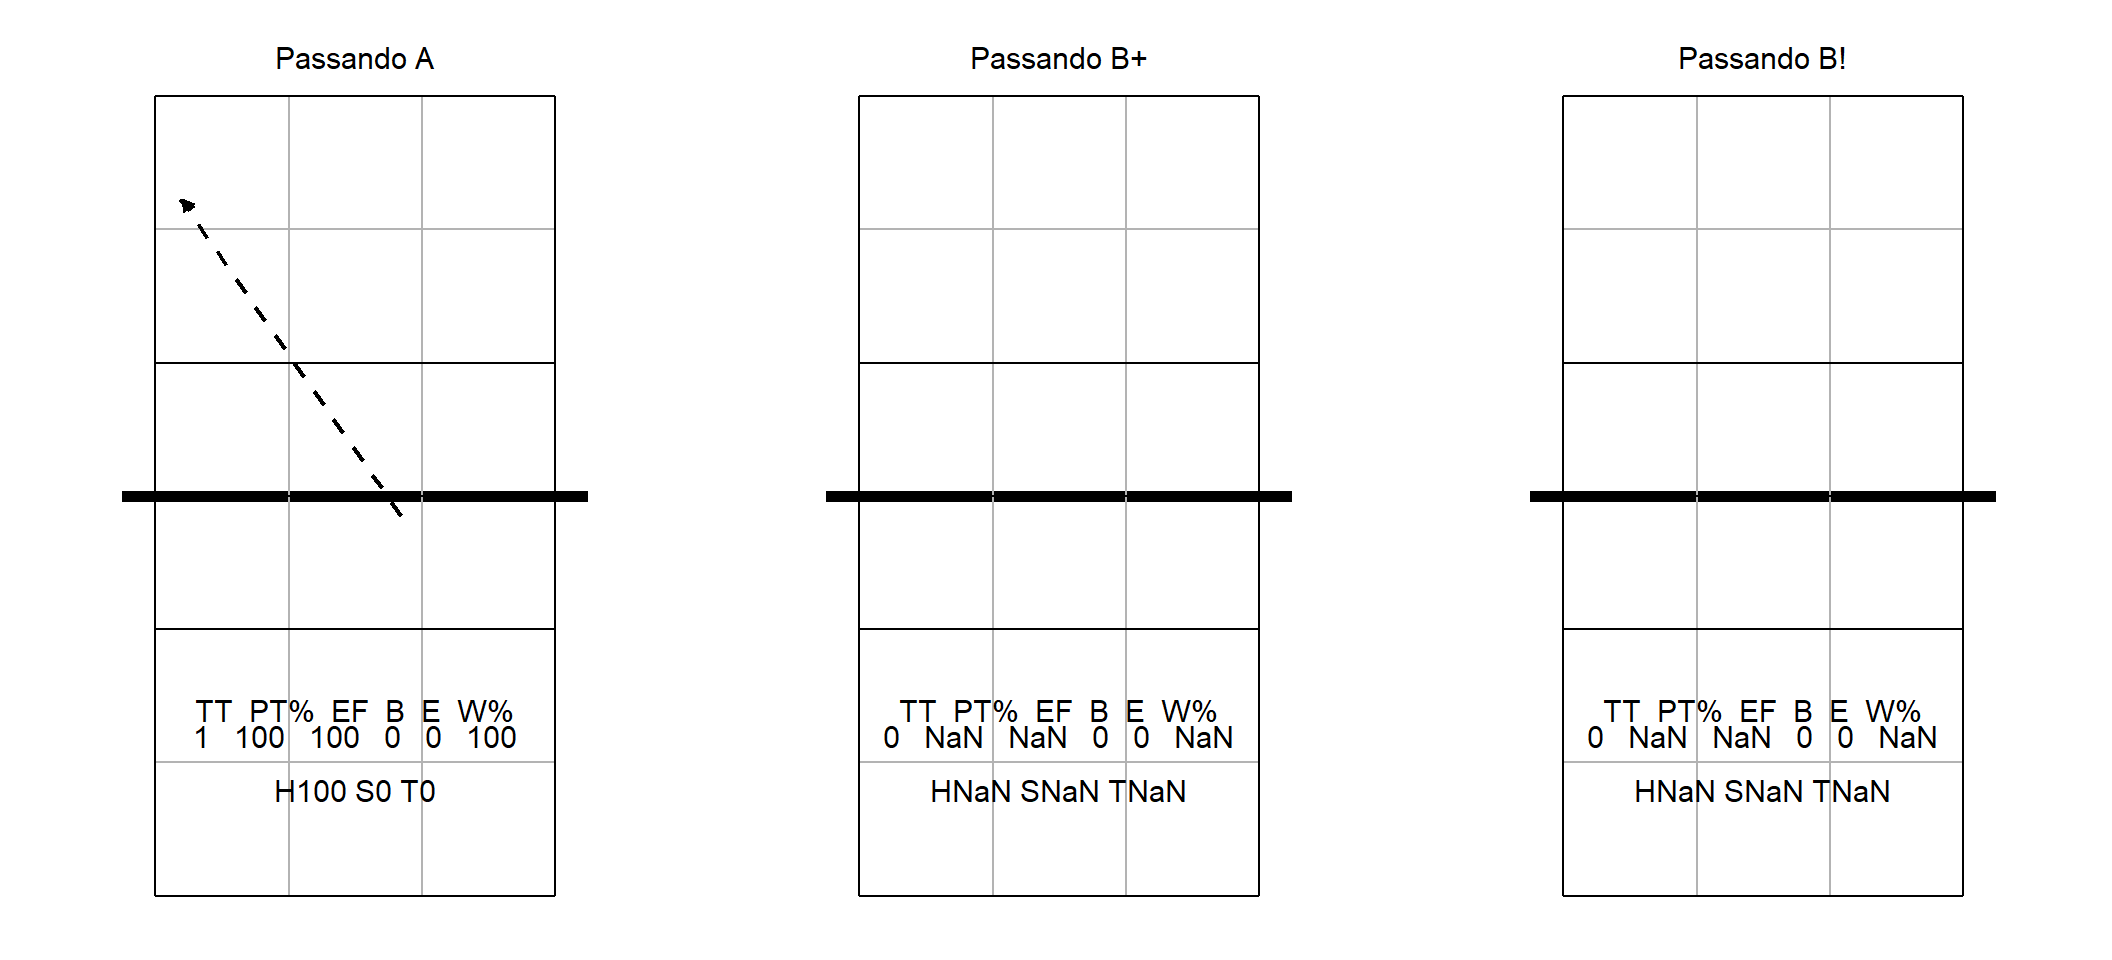 Passando A
TT PT% EF B E W%
1 100 100 0 0 100
H100 S0 T0
Passando B+
TT PT% EF B E W%
0 NaN NaN 0 0 NaN
HNaN SNaN TNaN
Passando B!
TT PT% EF B E W%
0 NaN NaN 0 0 NaN
HNaN SNaN TNaN